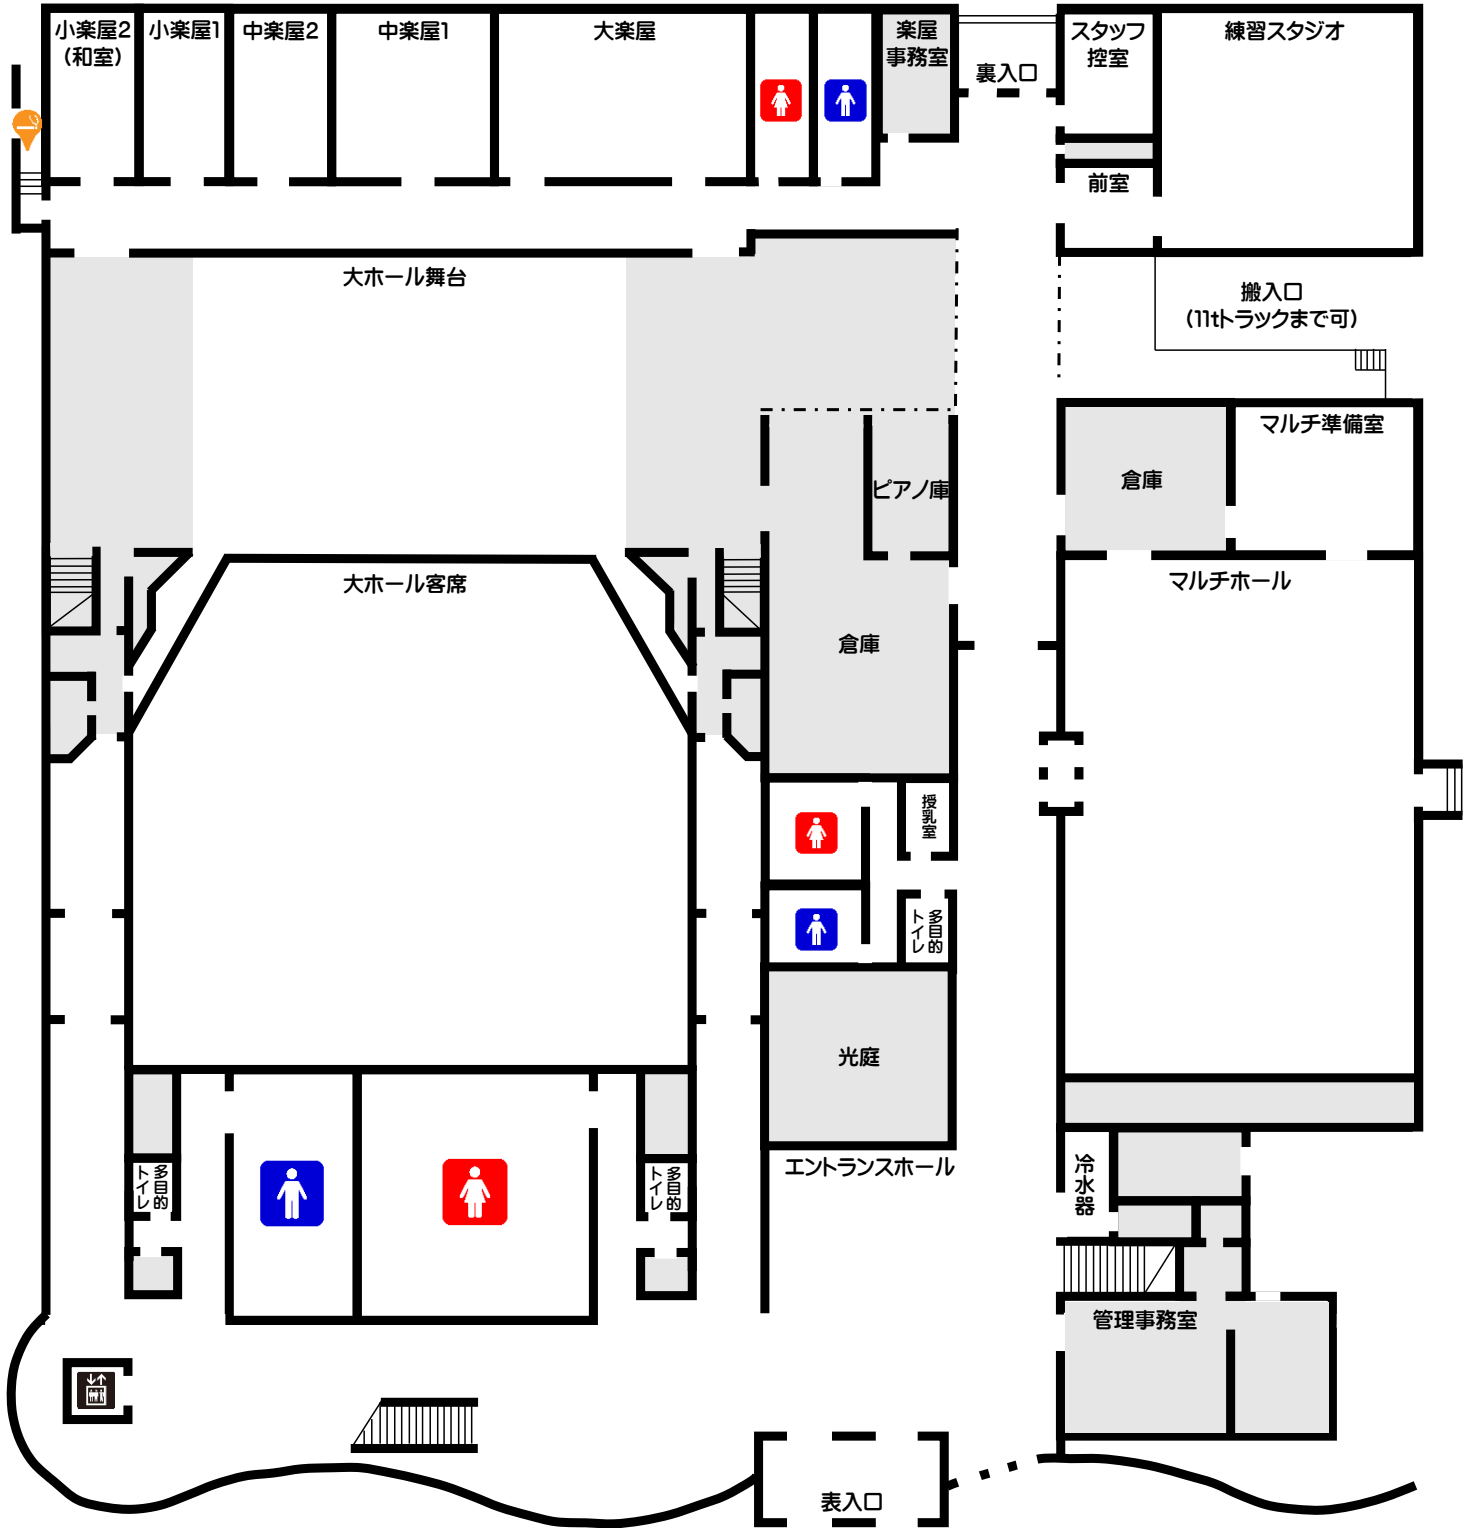 小楽屋2
(和室)
小楽屋1
中楽屋2
中楽屋1
大楽屋
楽屋
事務室
裏入口
スタッフ
控室
練習スタジオ
前室
大ホール舞台
搬入口
(11tトラックまで可)
マルチ準備室
倉庫
ピアノ庫
マルチホール
大ホール客席
倉庫
授乳室
多目的
トイレ
光庭
エントランスホール
多目的
トイレ
多目的
トイレ
冷水器
管理事務室
表入口